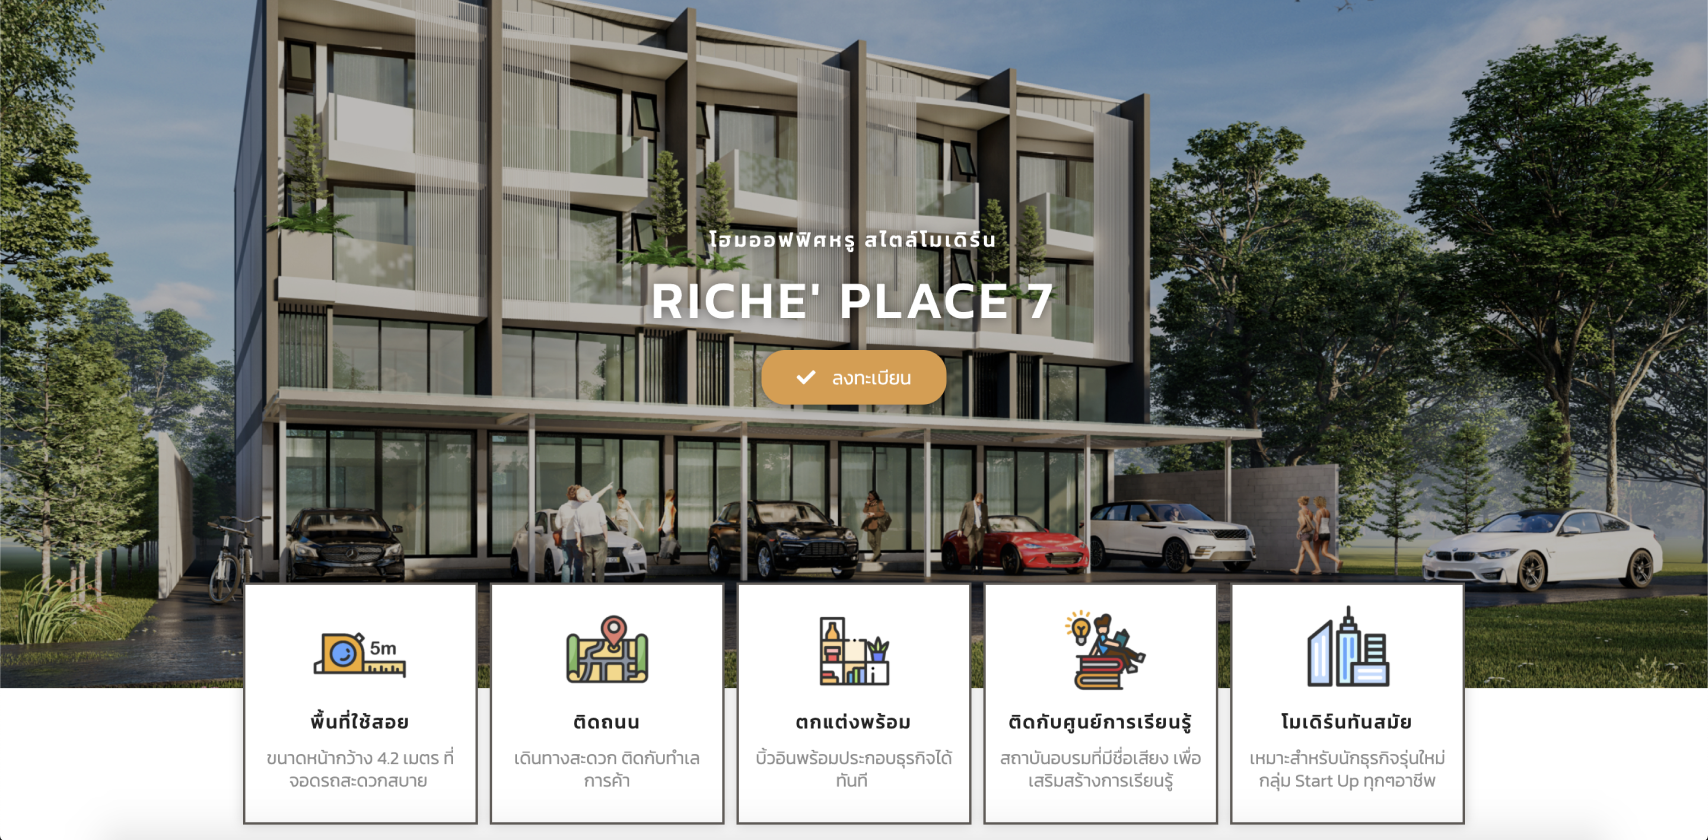 โฮมออฟฟิศหรู สไตล์โมเดิร์น
RICHE' PLACE 7
ลงทะเบียน
5m
พื้นที่ใช้สอย
ขนาดหน้ากว้าง 4.2 เมตร ที่
จอดรถสะดวกสบาย
ติดถนน
เดินทางสะดวก ติดกับทำเล
การค้า
ตกแต่งพร้อม
บิ้วอินพร้อมประกอบธุรกิจได้
ทันที
ติดกับศูนย์การเรียนรู้
สถาบันอบรมที่มีชื่อเสียง เพื่อ
เสริมสร้างการเรียนรู้
โมเดิร์นทันสมัย
เหมาะสำหรับนักธุรกิจรุ่นใหม่
กลุ่ม Start Up ทุกๆอาชีพ